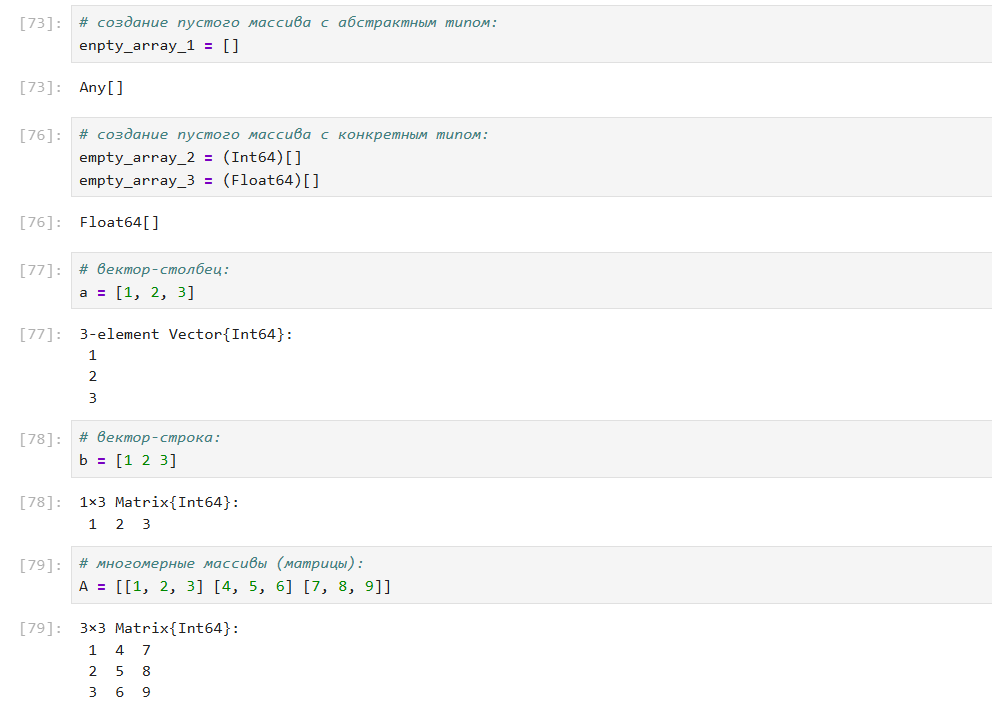 [73]: # создание пустого массива с абстрактным типом:
enpty_array_1 = []
[73]: Any[]
[76]: # создание пустого массива с конкретным типом:
empty_array_2 = (Int64)[]
empty_array_3 = (Float64)[]
[76]: Float64[]
[77]: # вектор-столбец:
a = [1, 2, 3]
[77]: 3-element Vector{Int64}:
1
2
3
[78]: # вектор-строка:
b = [1 2 3]
[78]: 1×3 Matrix{Int64}:
1 2 3
[79]: # многомерные массивы (матрицы):
A = [[1, 2, 3] [4, 5, 6] [7, 8, 9]]
[79]: 3×3 Matrix{Int64}:
1 4 7
2 5 8
3 6 9